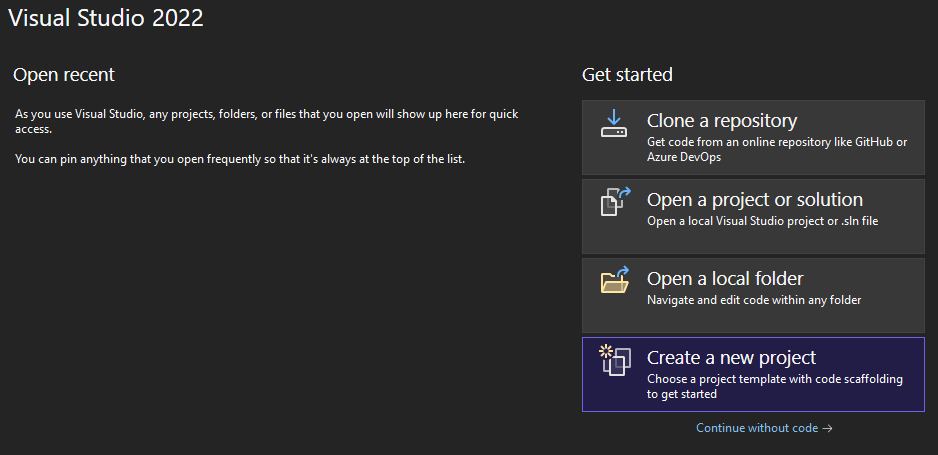 Visual Studio 2022
Open recent
As you use Visual Studio, any projects, folders, or files that you open will show up here for quick
access.
You can pin anything that you open frequently so that it's always at the top of the list.
Get started
Clone a repository
Get code from an online repository like GitHub or
Azure DevOps
Open a project or solution
Open a local Visual Studio project or .sln file
Open a local folder
Navigate and edit code within any folder
Create a new project
Choose a project template with code scaffolding
to get started
Continue without code →